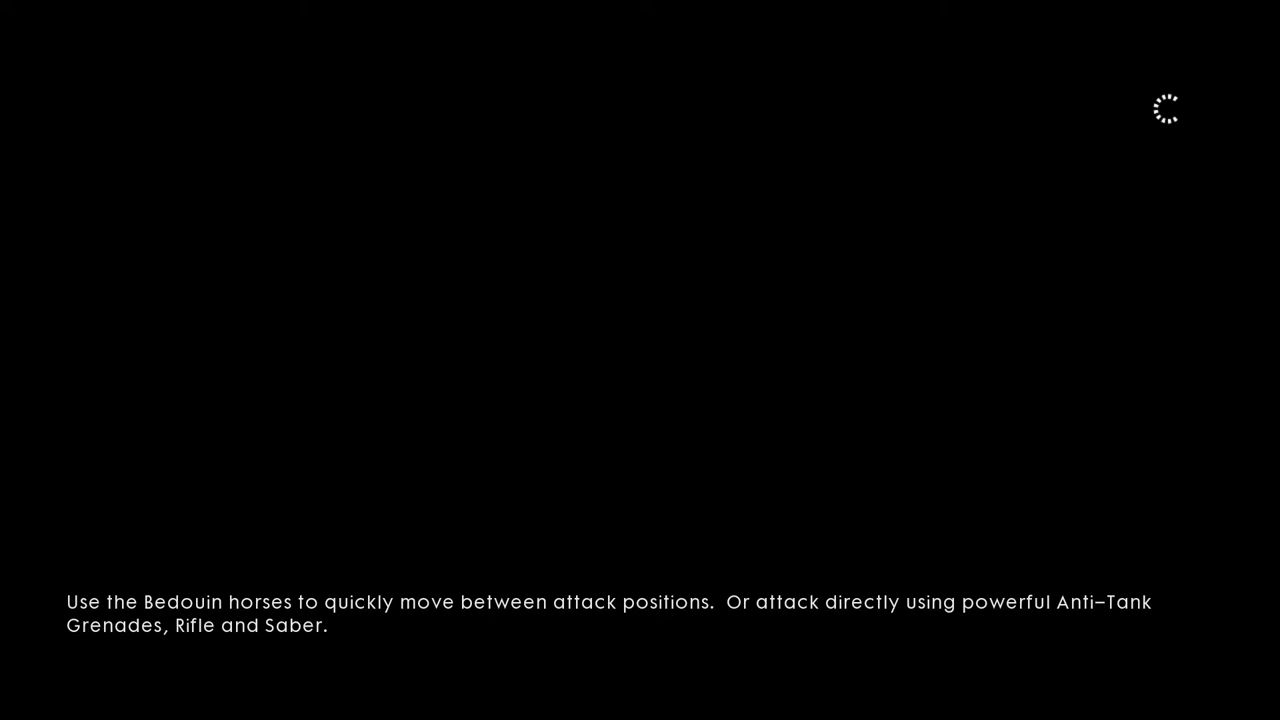 Use the Bedouin horses to quickly move between attack positions.  Or attack directly using powerful Anti-Tank
Grenades, Rifle and Saber.